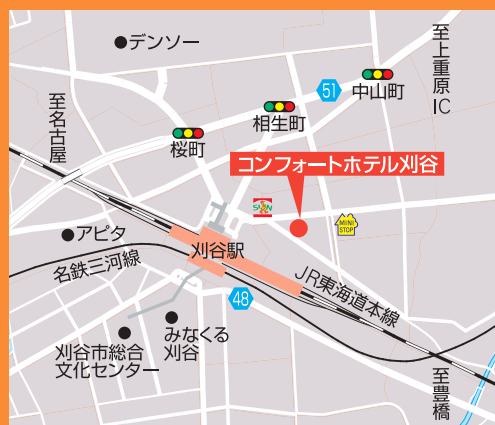 デンソー
至上重原IC
51
中山町
至名古屋
相生町
桜町
コンフォートホテル刈谷
SUN
MINI
STOP
アピタ
刈谷駅
名鉄三河線
JR東海道本線
48
みなくる
刈谷
刈谷市総合
文化センター
至豊橋